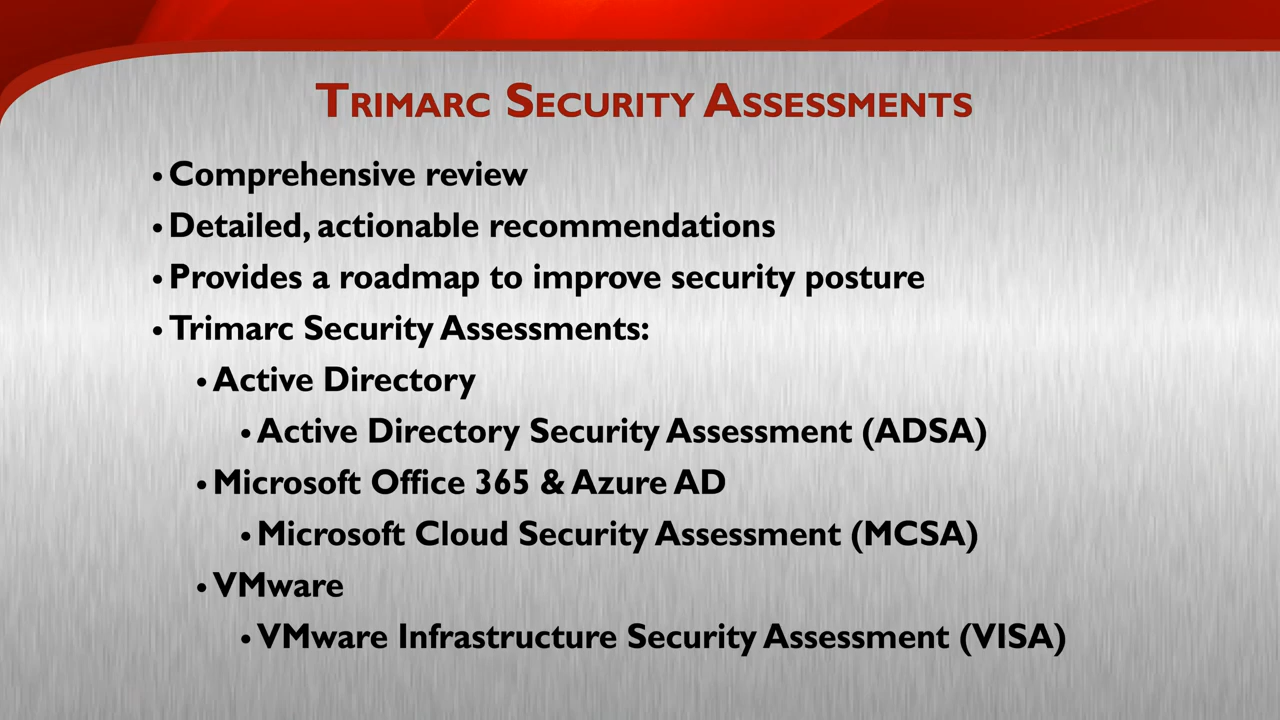 Trimarc Security Assessments
• Comprehensive review
• Detailed, actionable recommendations
• Provides a roadmap to improve security posture
• Trimarc Security Assessments:
• Active Directory
• Active Directory Security Assessment (ADSA)
• Microsoft Office 365 & Azure AD
• Microsoft Cloud Security Assessment (MCSA)
• VMware
• VMware Infrastructure Security Assessment (VISA)